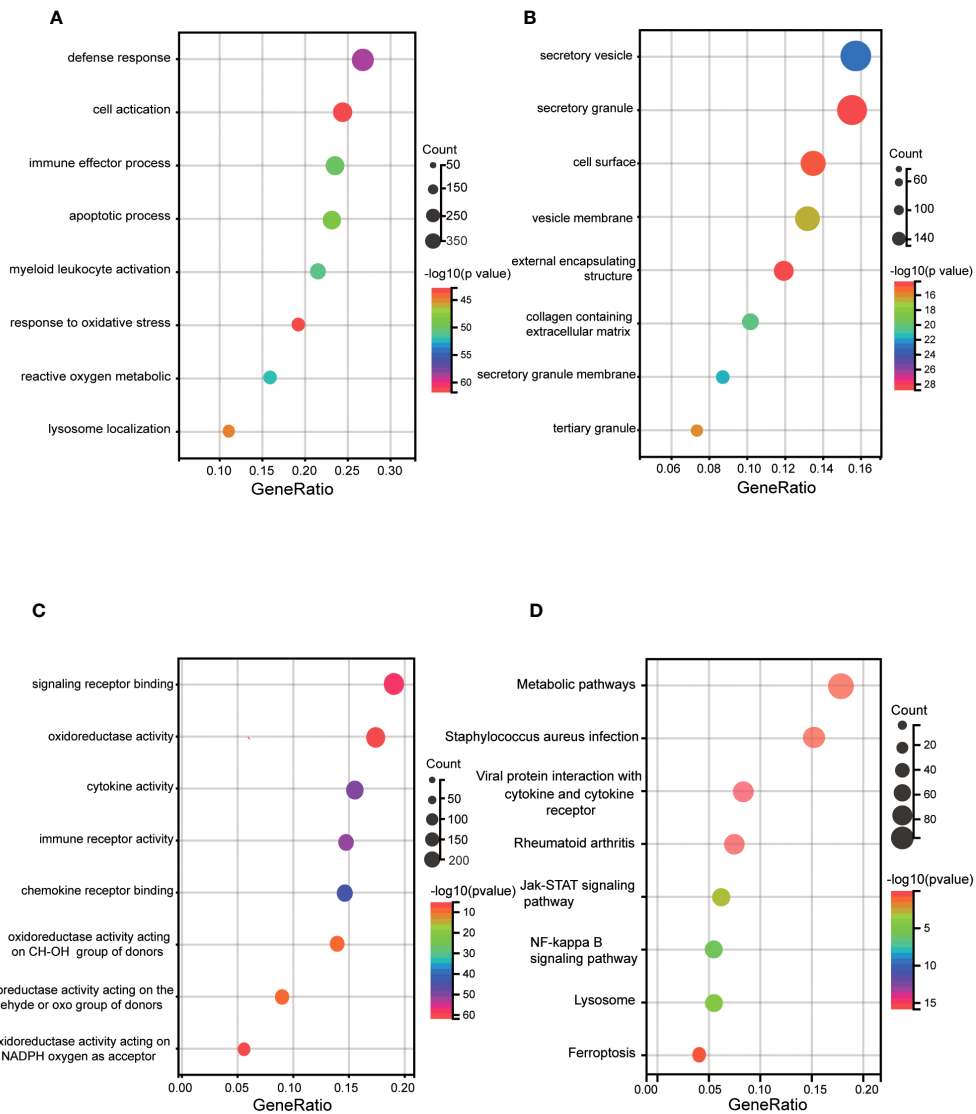 A
defense response
cell actication
immune effector process
apoptotic process
myeloid leukocyte activation
response to oxidative stress
reactive oxygen metabolic
lysosome localization
0.10 0.15 0.20 0.25 0.30
GeneRatio
Count
50
150
250
350
-log10(p value)
45
50
55
60
B
secretory vesicle
secretory granule
cell surface
vesicle membrane
external encapsulating
structure
collagen containing
extracellular matrix
secretory granule membrane
tertiary granule
0.06 0.08 0.10 0.12 0.14 0.16
GeneRatio
Count
60
100
140
-log10(p value)
16
18
20
22
24
26
28
C
signaling receptor binding
oxidoreductase activity
cytokine activity
immune receptor activity
chemokine receptor binding
oxidoreductase activity acting
on CH-OH group of donors
reductase activity acting on the
ehyde or oxo group of donors
xidoreductase activity acting on
NADPH oxygen as acceptor
0.00 0.05 0.10 0.15 0.20
GeneRatio
Count
50
100
150
200
-log10(pvalue)
10
20
30
40
50
60
D
Metabolic pathways
Staphylococcus aureus infection
Viral protein interaction with
cytokine and cytokine
receptor
Rheumatoid arthritis
Jak-STAT signaling
pathway
NF-kappa B
signaling pathway
Lysosome
Ferroptosis
0.00 0.05 0.10 0.15 0.20
GeneRatio
Count
20
40
60
80
-log10(pvalue)
5
10
15